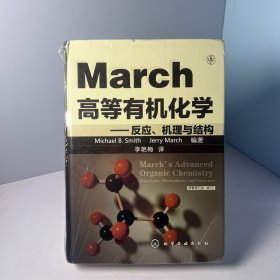 March
高等有机化学
——反应、机理与结构
Michael B. Smith Jerry March 编著
李艳梅 译
March's Advanced
Organic Chemistry
Reactions, Mechanisms, and Structure
化学工业出版社